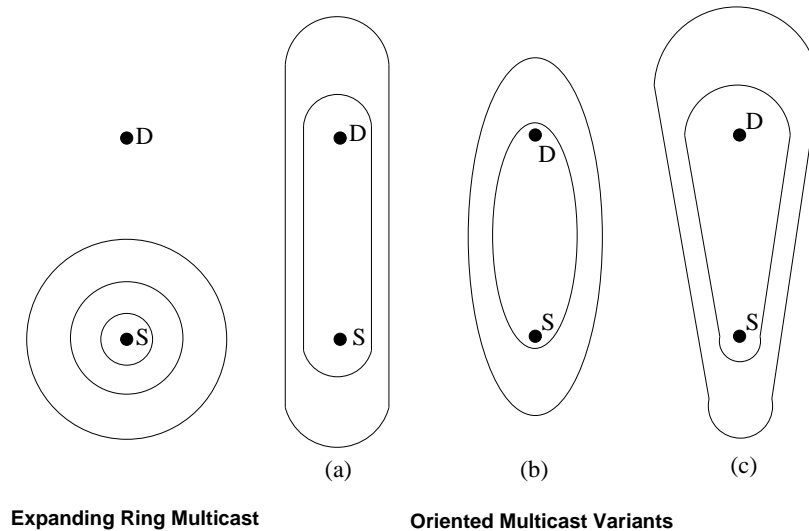 D
D
D
D
S
S
S
S
(a)
(b)
(c)
Expanding Ring Multicast
Oriented Multicast Variants